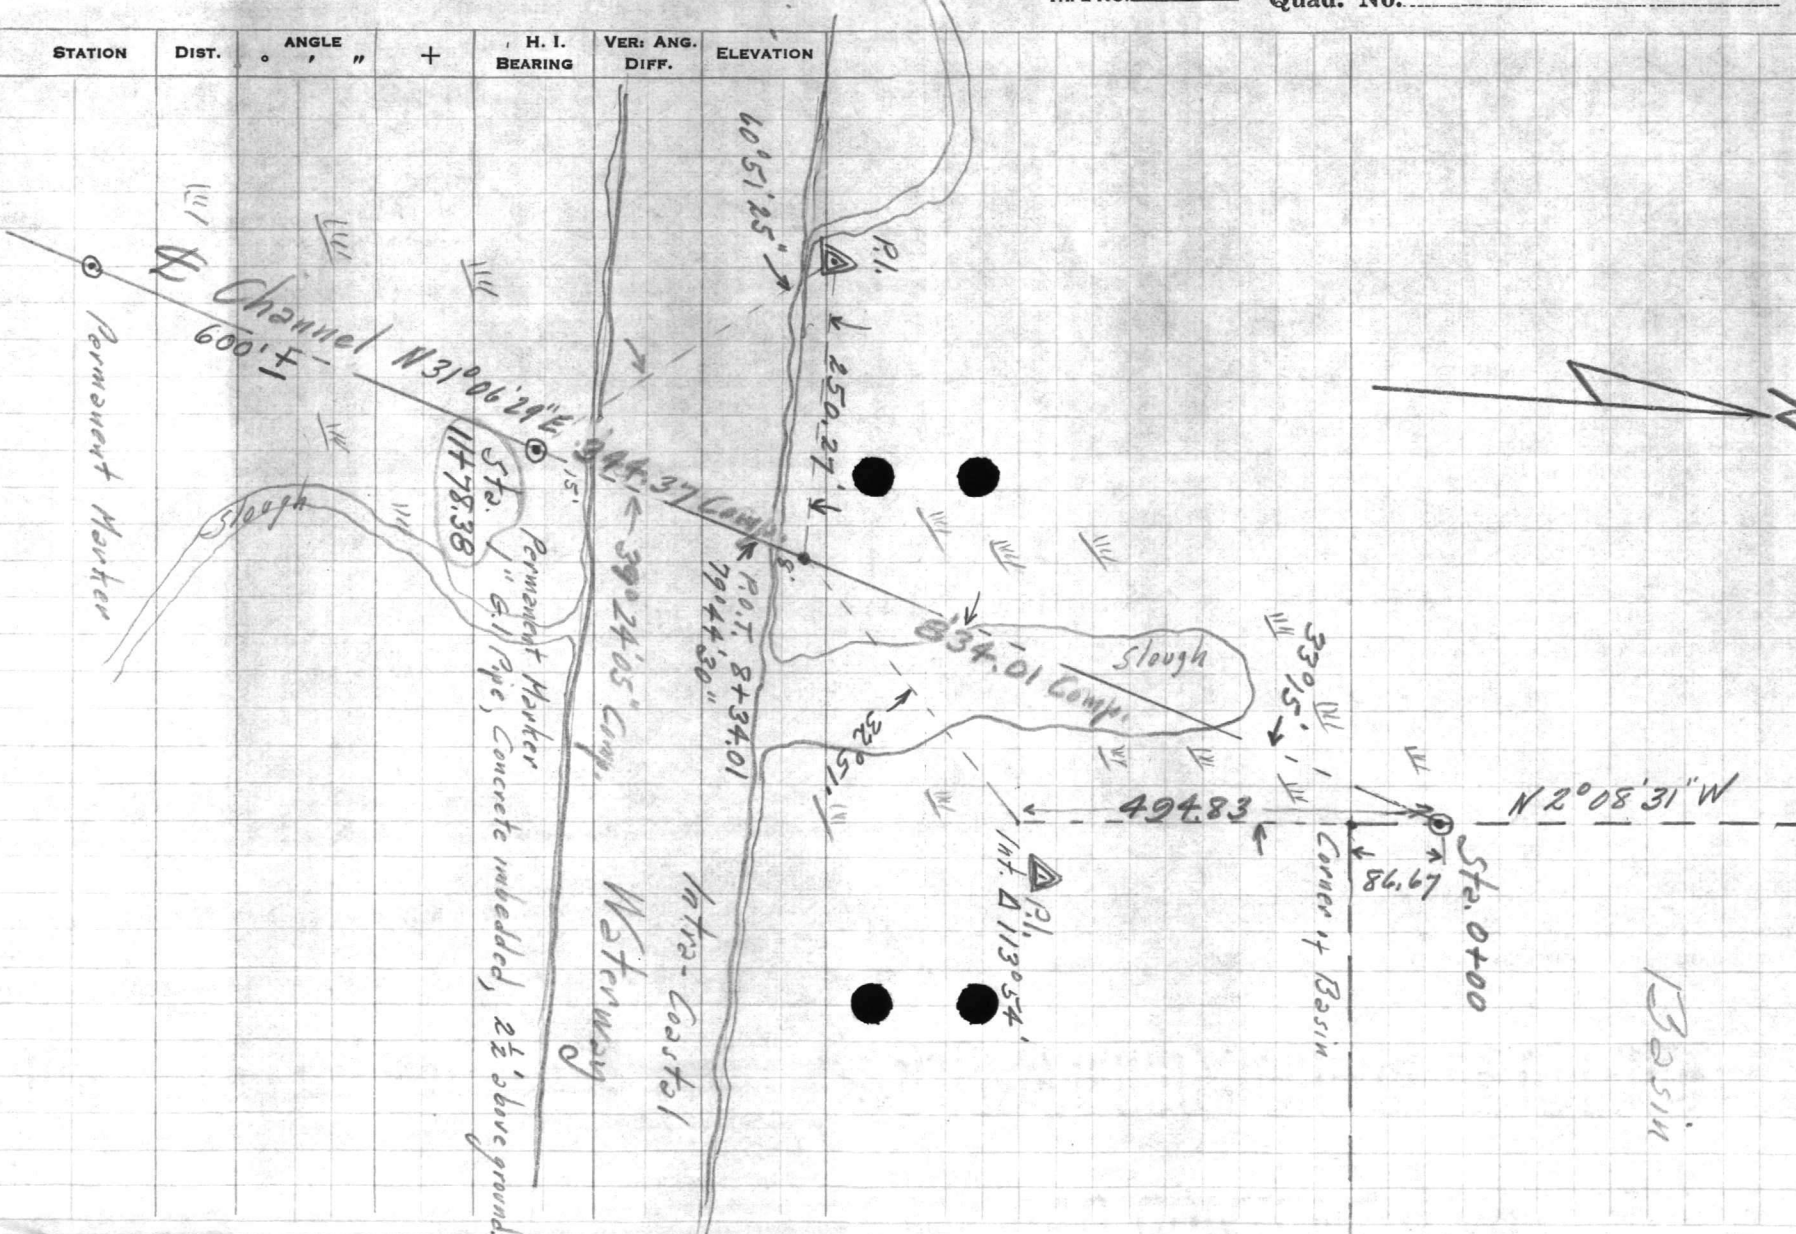 Quad. No.
STATION DIST. ANGLE ° ' " + H. I. BEARING VER: ANG. DIFF. ELEVATION
60°51'25"
P.I.
250.27'
℄ Channel N31°06'29"E
600'±
344.37 Comp.
15'
Permanent Marker
Slough
Sta.
11+78.38
Permanent Marker
1" G.I. Pipe, Concrete imbedded, 2½' above ground.
39°24'05" Comp.
P.O.T. 8+34.01
79°44'30"
834.01 Comp.
Slough
33°15'
32°51'
494.83
N 2°08'31"W
86.67
Sta. 0+00
P.I.
Int. Δ 113°54'
Corner of Basin
Basin
Intra-Coastal
Waterway